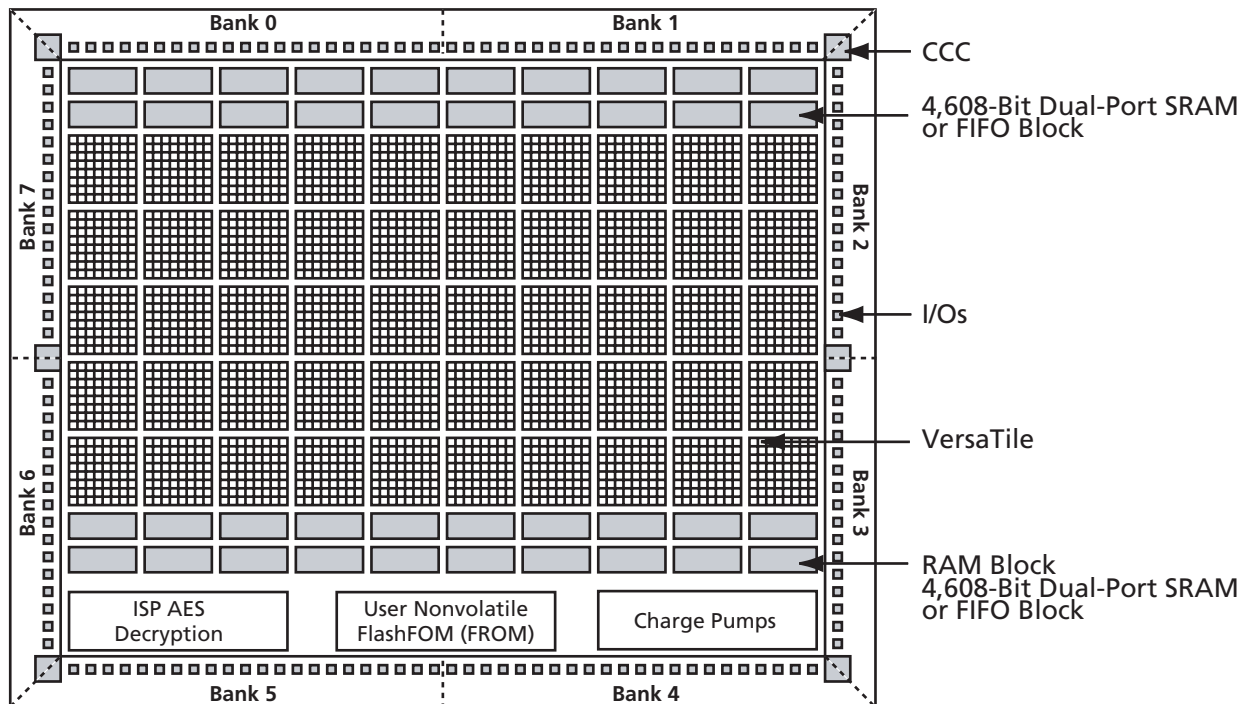 Bank 0
Bank 1
CCC
4,608-Bit Dual-Port SRAM
or FIFO Block
Bank 7
Bank 2
I/Os
VersaTile
Bank 6
Bank 3
RAM Block
4,608-Bit Dual-Port SRAM
or FIFO Block
ISP AES
Decryption
User Nonvolatile
FlashFOM (FROM)
Charge Pumps
Bank 5
Bank 4